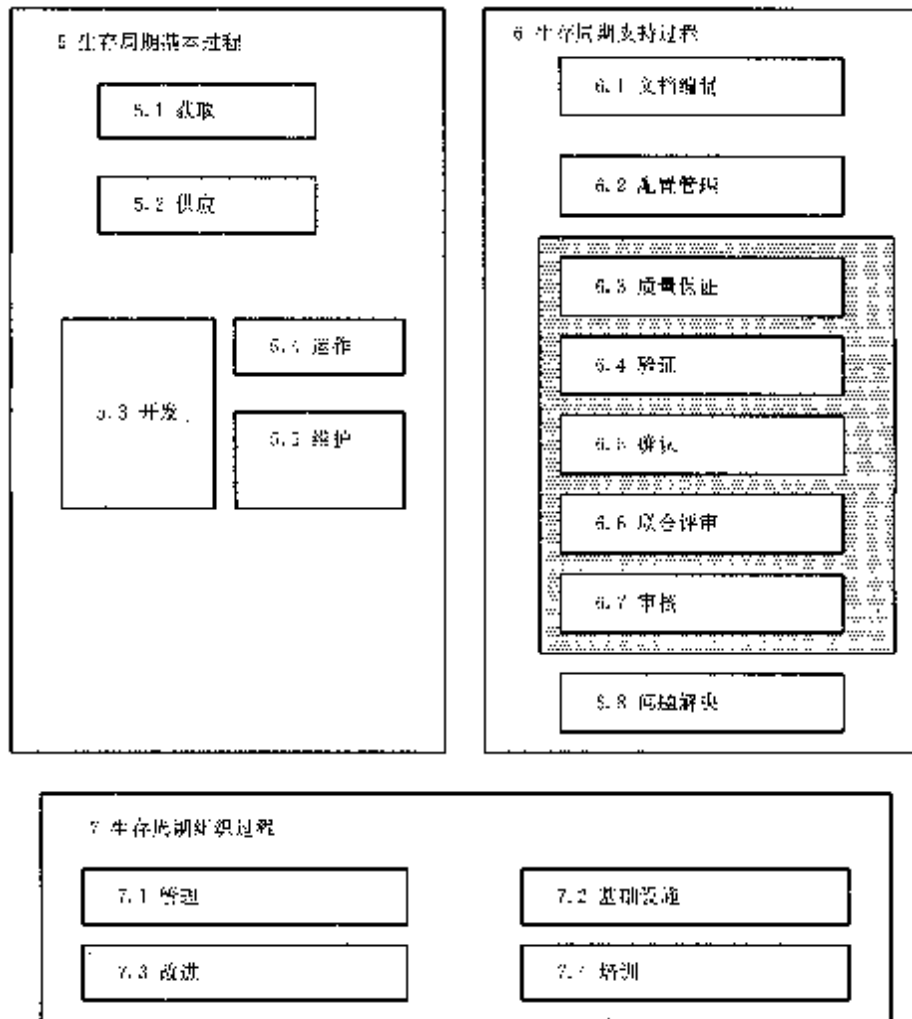 5 生存周期基本过程
5.1 获取
5.2 供应
5.3 开发
5.4 运作
5.5 维护
6 生存周期支持过程
6.1 文档编制
6.2 配置管理
6.3 质量保证
6.4 验证
6.5 确认
6.6 联合评审
6.7 审核
6.8 问题解决
7 生存周期组织过程
7.1 管理
7.2 基础设施
7.3 改进
7.4 培训